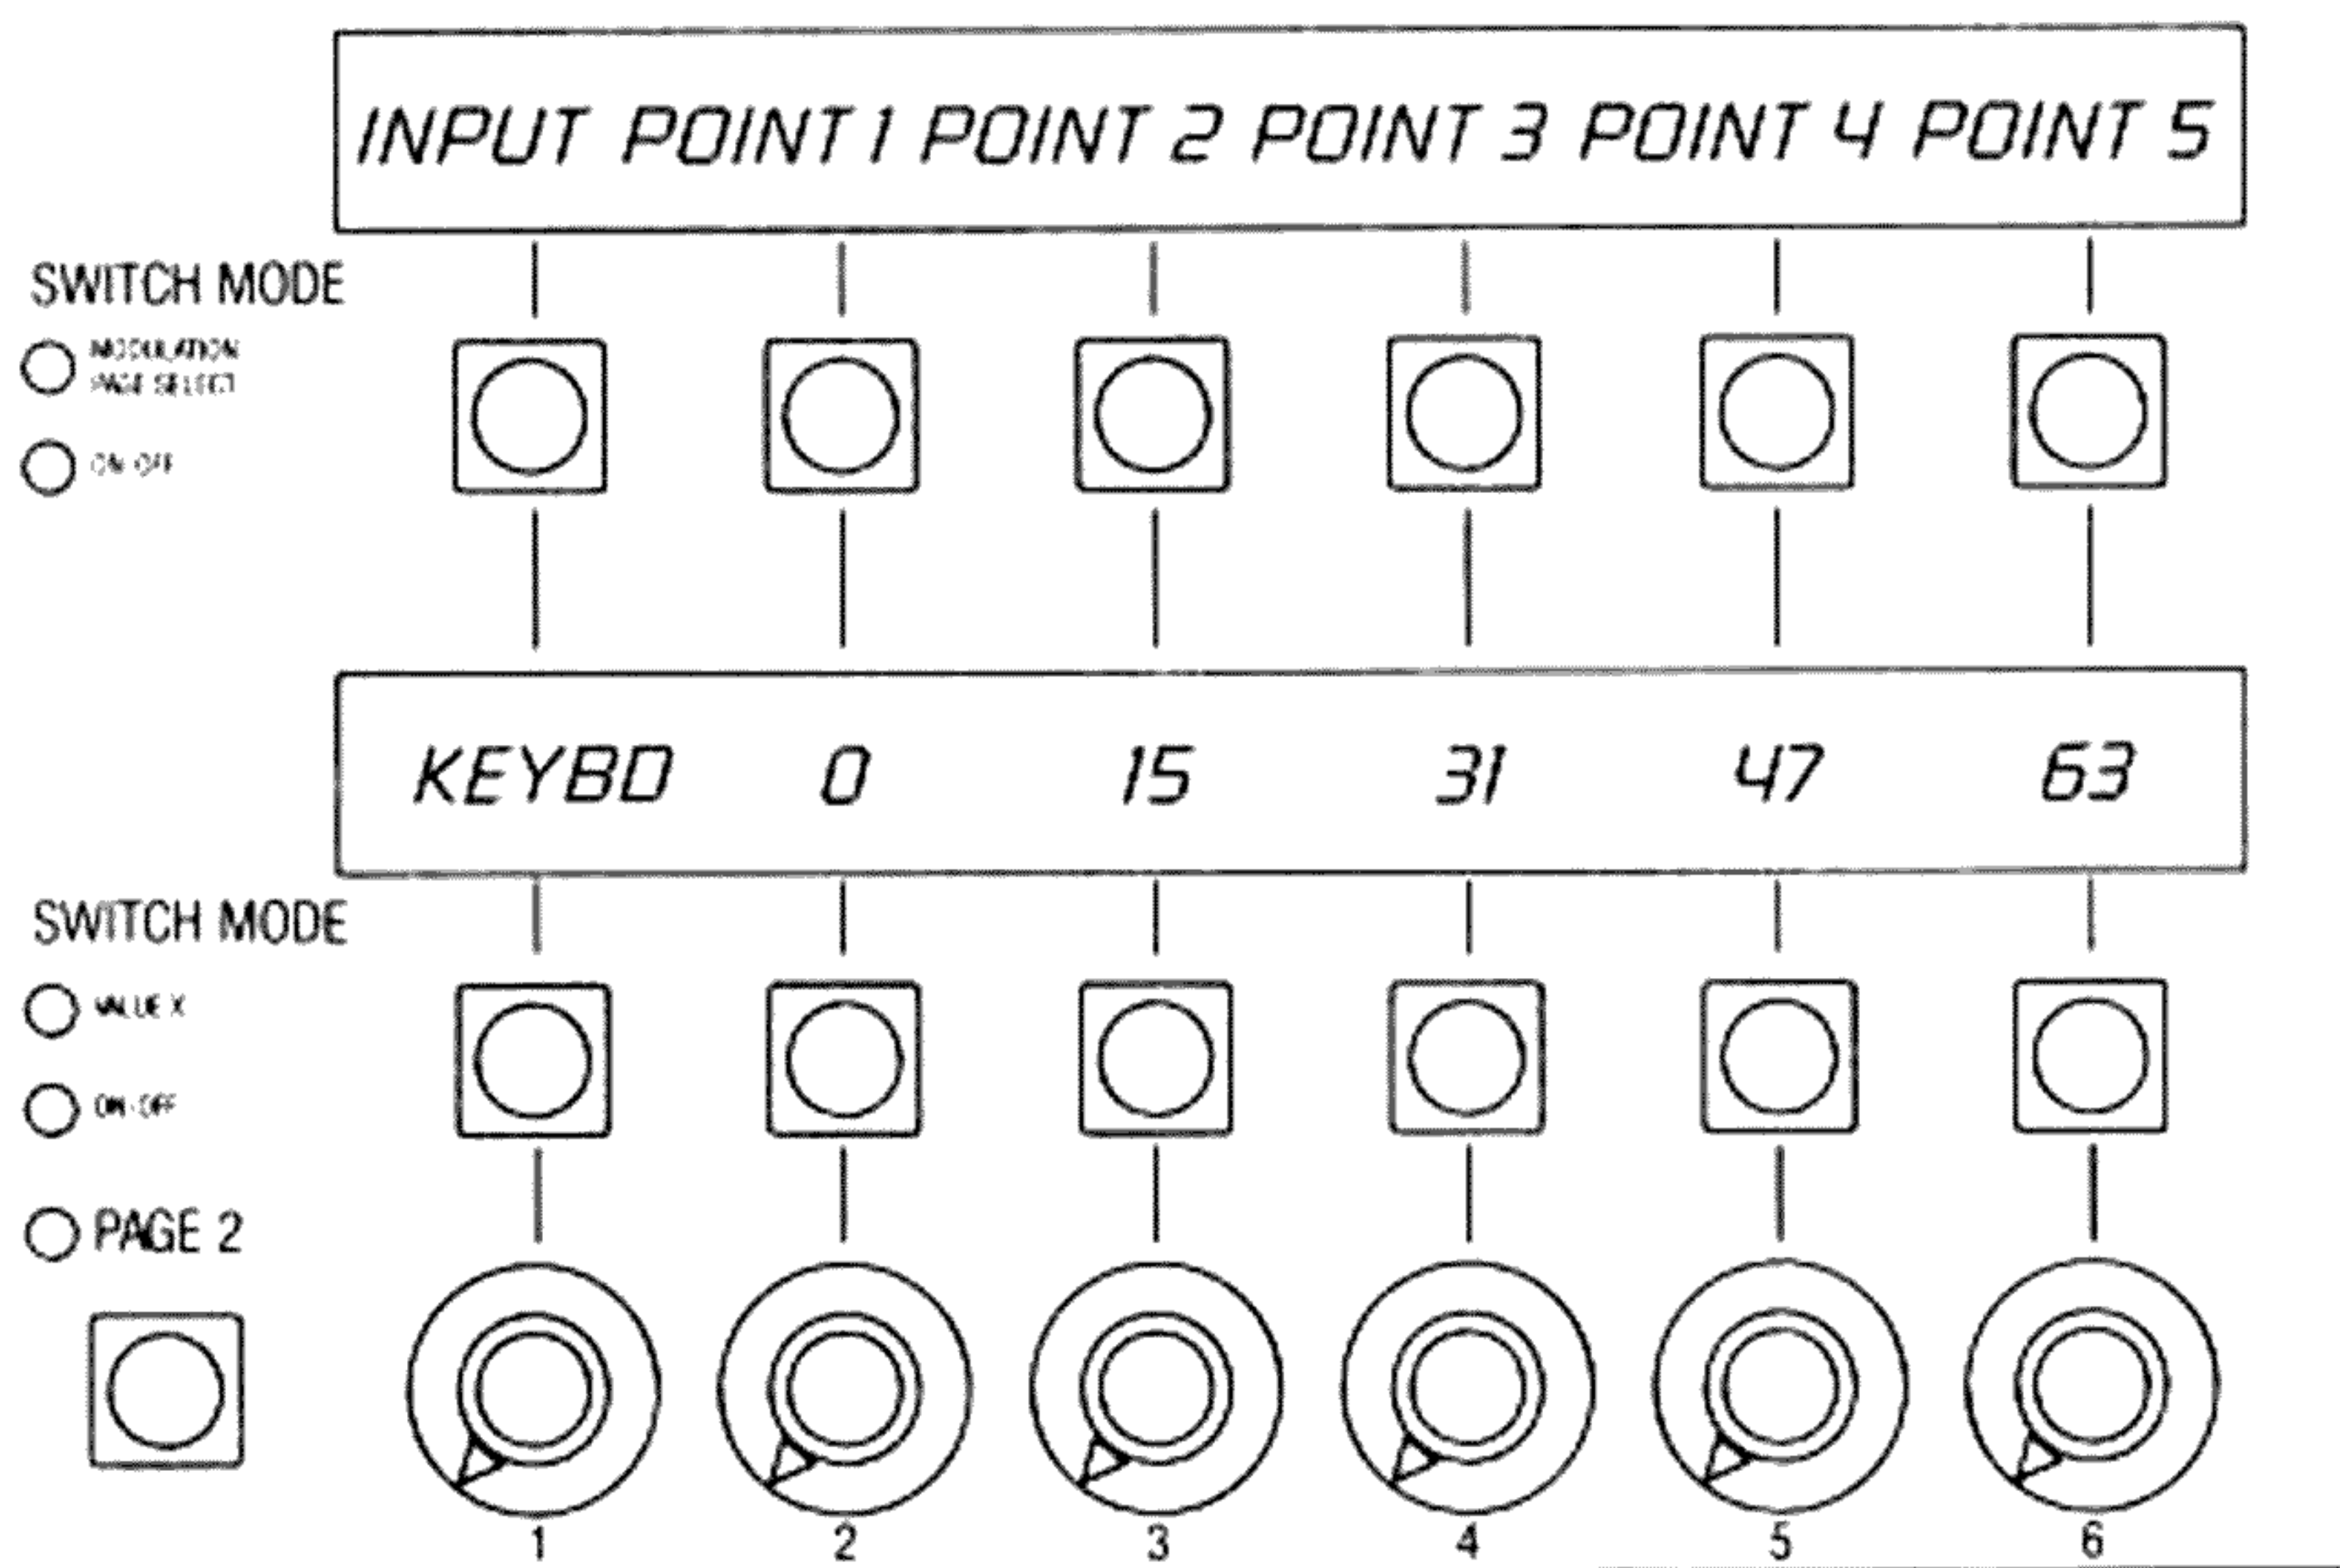 INPUT POINT 1 POINT 2 POINT 3 POINT 4 POINT 5
SWITCH MODE
MODULATION
PAGE SELECT
ON-OFF
KEYBD 0 15 31 47 63
SWITCH MODE
VALUE X
ON-OFF
PAGE 2
1 2 3 4 5 6